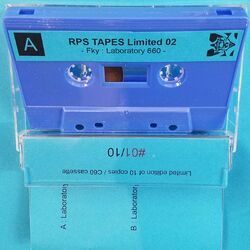 A
RPS TAPES Limited 02
- Fky : Laboratory 660 -
#01/10
Limited edition of 10 copies / C60 cassette
A : Laboratory
B : Laboratory